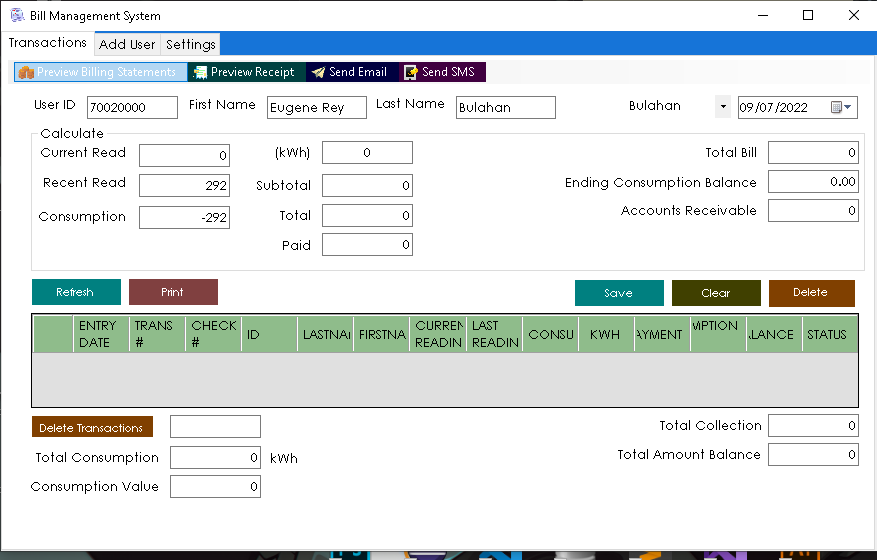 Bill Management System
Transactions Add User Settings
Preview Billing Statements Preview Receipt Send Email Send SMS
User ID 70020000 First Name Eugene Rey Last Name Bulahan Bulahan 09/07/2022
Calculate
Current Read 0 (kWh) 0 Total Bill 0
Recent Read 292 Subtotal 0 Ending Consumption Balance 0.00
Consumption -292 Total 0 Accounts Receivable 0
Paid 0
Refresh Print Save Clear Delete
ENTRY TRANS CHECK CURREN LAST MPTION
ID LASTNA FIRSTNA CONSU KWH AYMENT ALANCE STATUS
DATE # # READIN READIN
Delete Transactions Total Collection 0
Total Consumption 0 kWh Total Amount Balance 0
Consumption Value 0